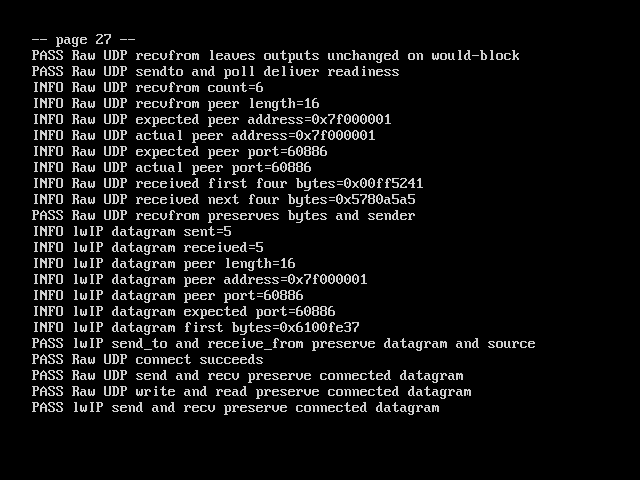 -- page 27 --
PASS Raw UDP recvfrom leaves outputs unchanged on would-block
PASS Raw UDP sendto and poll deliver readiness
INFO Raw UDP recvfrom count=6
INFO Raw UDP recvfrom peer length=16
INFO Raw UDP expected peer address=0x7f000001
INFO Raw UDP actual peer address=0x7f000001
INFO Raw UDP expected peer port=60886
INFO Raw UDP actual peer port=60886
INFO Raw UDP received first four bytes=0x00ff5241
INFO Raw UDP received next four bytes=0x5780a5a5
PASS Raw UDP recvfrom preserves bytes and sender
INFO lwIP datagram sent=5
INFO lwIP datagram received=5
INFO lwIP datagram peer length=16
INFO lwIP datagram peer address=0x7f000001
INFO lwIP datagram peer port=60886
INFO lwIP datagram expected port=60886
INFO lwIP datagram first bytes=0x6100fe37
PASS lwIP send_to and receive_from preserve datagram and source
PASS Raw UDP connect succeeds
PASS Raw UDP send and recv preserve connected datagram
PASS Raw UDP write and read preserve connected datagram
PASS lwIP send and recv preserve connected datagram